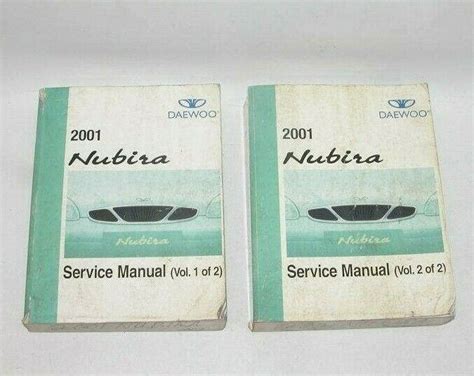 DAEWOO
2001
Nubira
Nubira
Service Manual (Vol. 1 of 2)
DAEWOO
2001
Nubira
Nubira
Service Manual (Vol. 2 of 2)